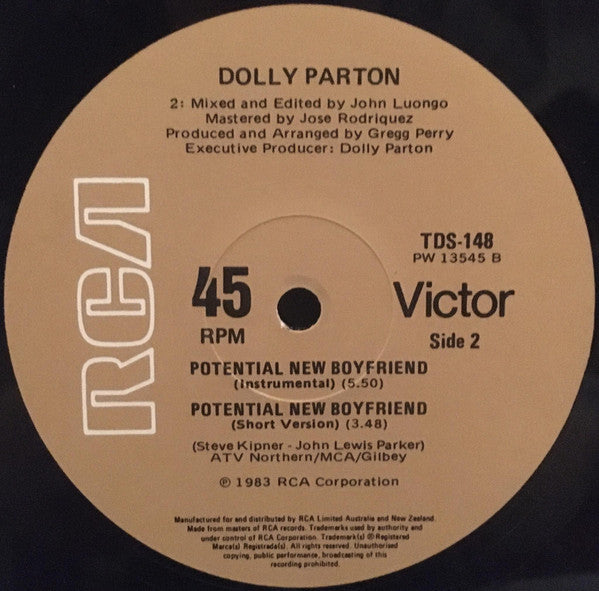 DOLLY PARTON
2: Mixed and Edited by John Luongo
Mastered by Jose Rodriquez
Produced and Arranged by Gregg Perry
Executive Producer: Dolly Parton
RCA
TDS-148
PW 13545 B
45
RPM
Victor
Side 2
POTENTIAL NEW BOYFRIEND
(Instrumental) (5.50)
POTENTIAL NEW BOYFRIEND
(Short Version) (3.48)
(Steve Kipner - John Lewis Parker)
ATV Northern/MCA/Gilbey
℗ 1983 RCA Corporation
Manufactured for and distributed by RCA Limited Australia and New Zealand.
Made from masters of RCA records. Trademarks used by authority and
under control of RCA Corporation. Trademark(s) ® Registered
Marca(s) Registrada(s). All rights reserved. Unauthorised
copying, public performance, broadcasting of this
recording prohibited.